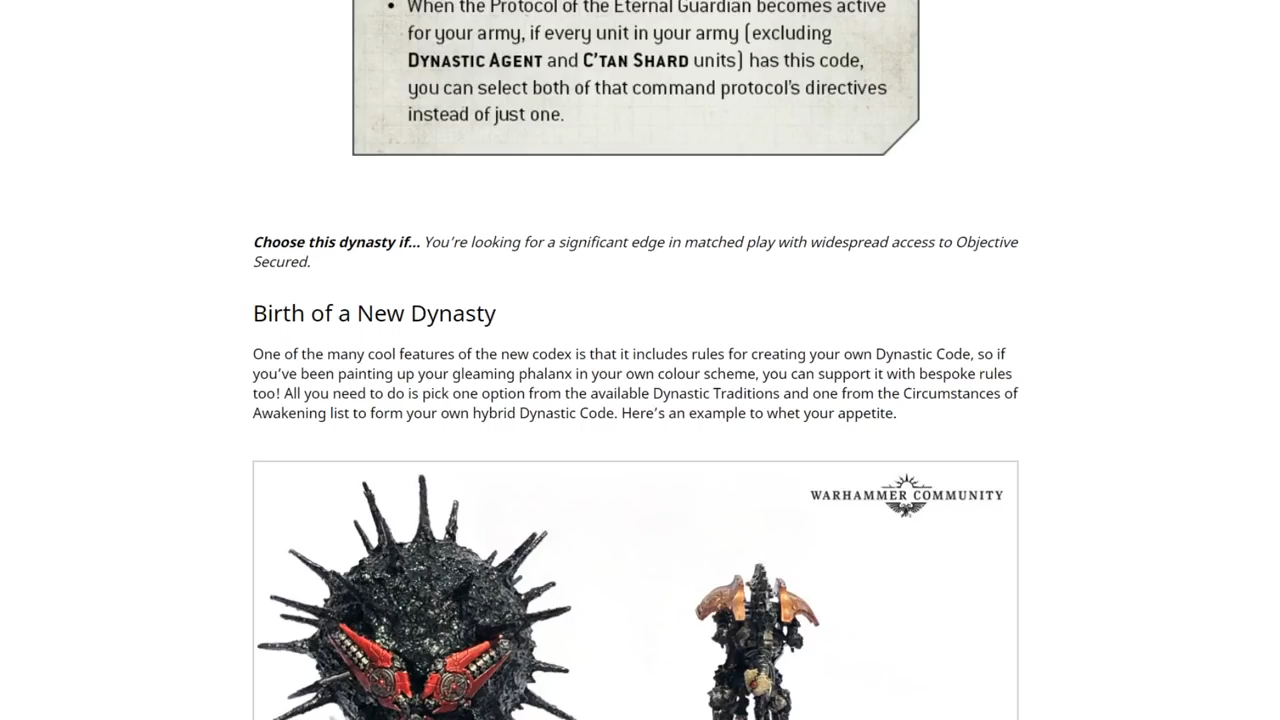 • When the Protocol of the Eternal Guardian becomes active
for your army, if every unit in your army (excluding
DYNASTIC AGENT and C'TAN SHARD units) has this code,
you can select both of that command protocol's directives
instead of just one.
Choose this dynasty if... You're looking for a significant edge in matched play with widespread access to Objective
Secured.
Birth of a New Dynasty
One of the many cool features of the new codex is that it includes rules for creating your own Dynastic Code, so if
you've been painting up your gleaming phalanx in your own colour scheme, you can support it with bespoke rules
too! All you need to do is pick one option from the available Dynastic Traditions and one from the Circumstances of
Awakening list to form your own hybrid Dynastic Code. Here's an example to whet your appetite.
WARHAMMER COMMUNITY